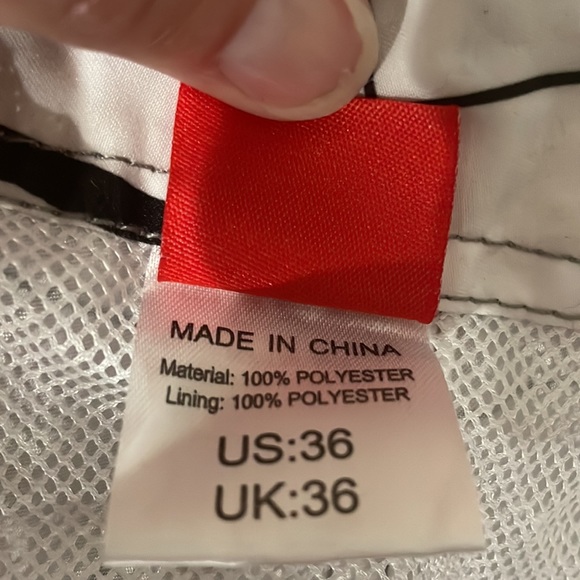 MADE IN CHINA
Material: 100% POLYESTER
Lining: 100% POLYESTER
US:36
UK:36